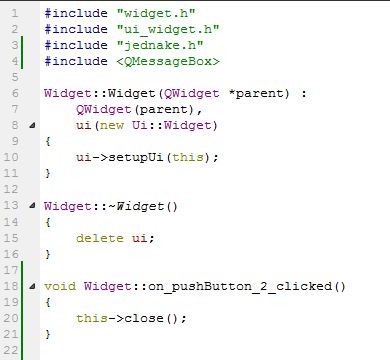 1 #include "widget.h"
2 #include "ui_widget.h"
3 #include "jednake.h"
4 #include <QMessageBox>
5
6 Widget::Widget(QWidget *parent) :
7     QWidget(parent),
8     ui(new Ui::Widget)
9 {
10     ui->setupUi(this);
11 }
12
13 Widget::~Widget()
14 {
15     delete ui;
16 }
17
18 void Widget::on_pushButton_2_clicked()
19 {
20     this->close();
21 }
22